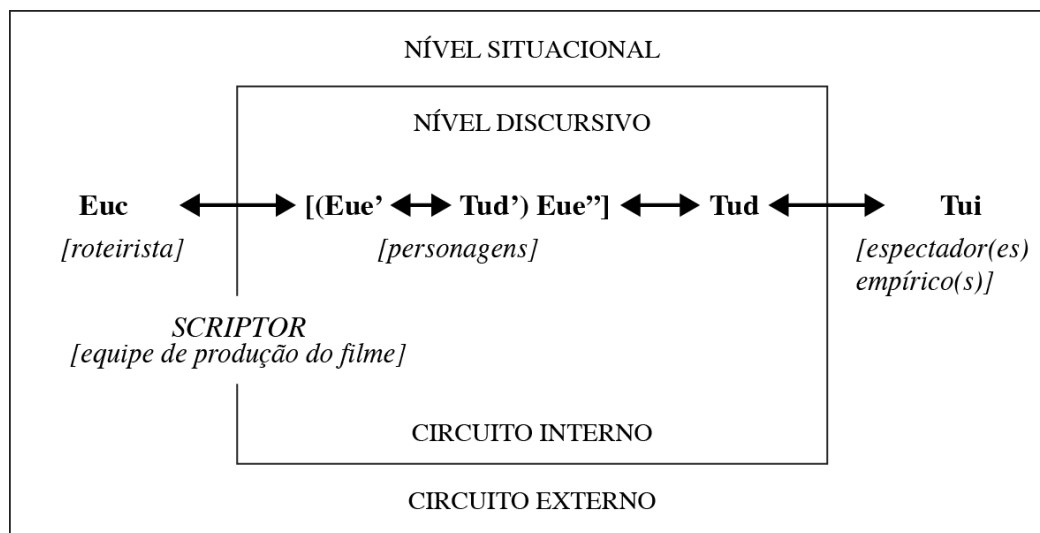 NÍVEL SITUACIONAL
NÍVEL DISCURSIVO
Euc [(Eue’ Tud’) Eue”] Tud Tui
[roteirista] [personagens] [espectador(es)
empírico(s)]
SCRIPTOR
[equipe de produção do filme]
CIRCUITO INTERNO
CIRCUITO EXTERNO